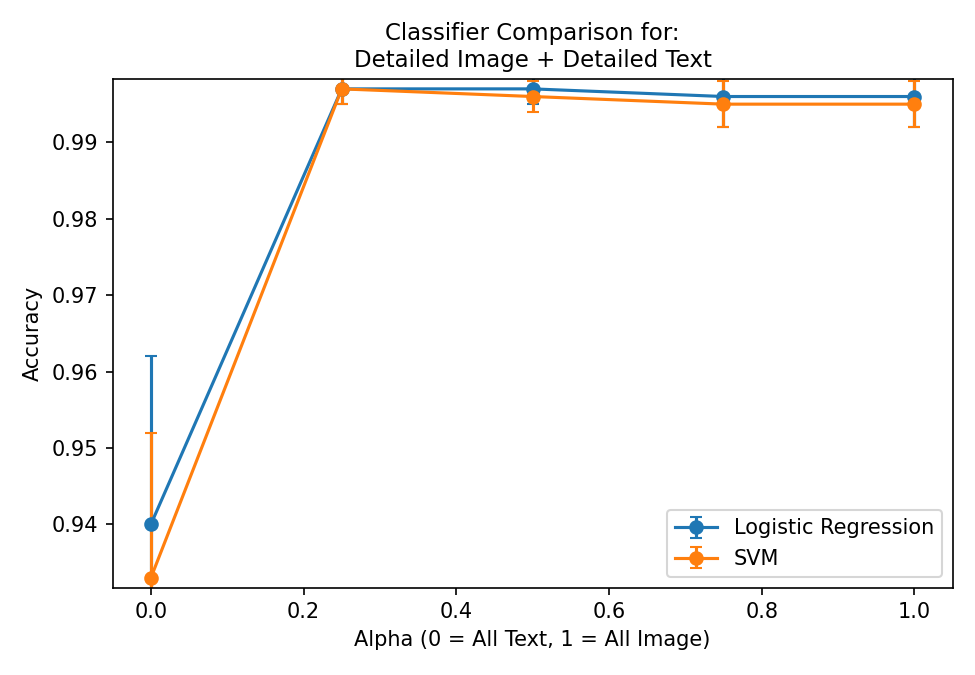 Classifier Comparison for:
Detailed Image + Detailed Text
Accuracy
0.99
0.98
0.97
0.96
0.95
0.94
0.0
0.2
0.4
0.6
0.8
1.0
Alpha (0 = All Text, 1 = All Image)
Logistic Regression
SVM